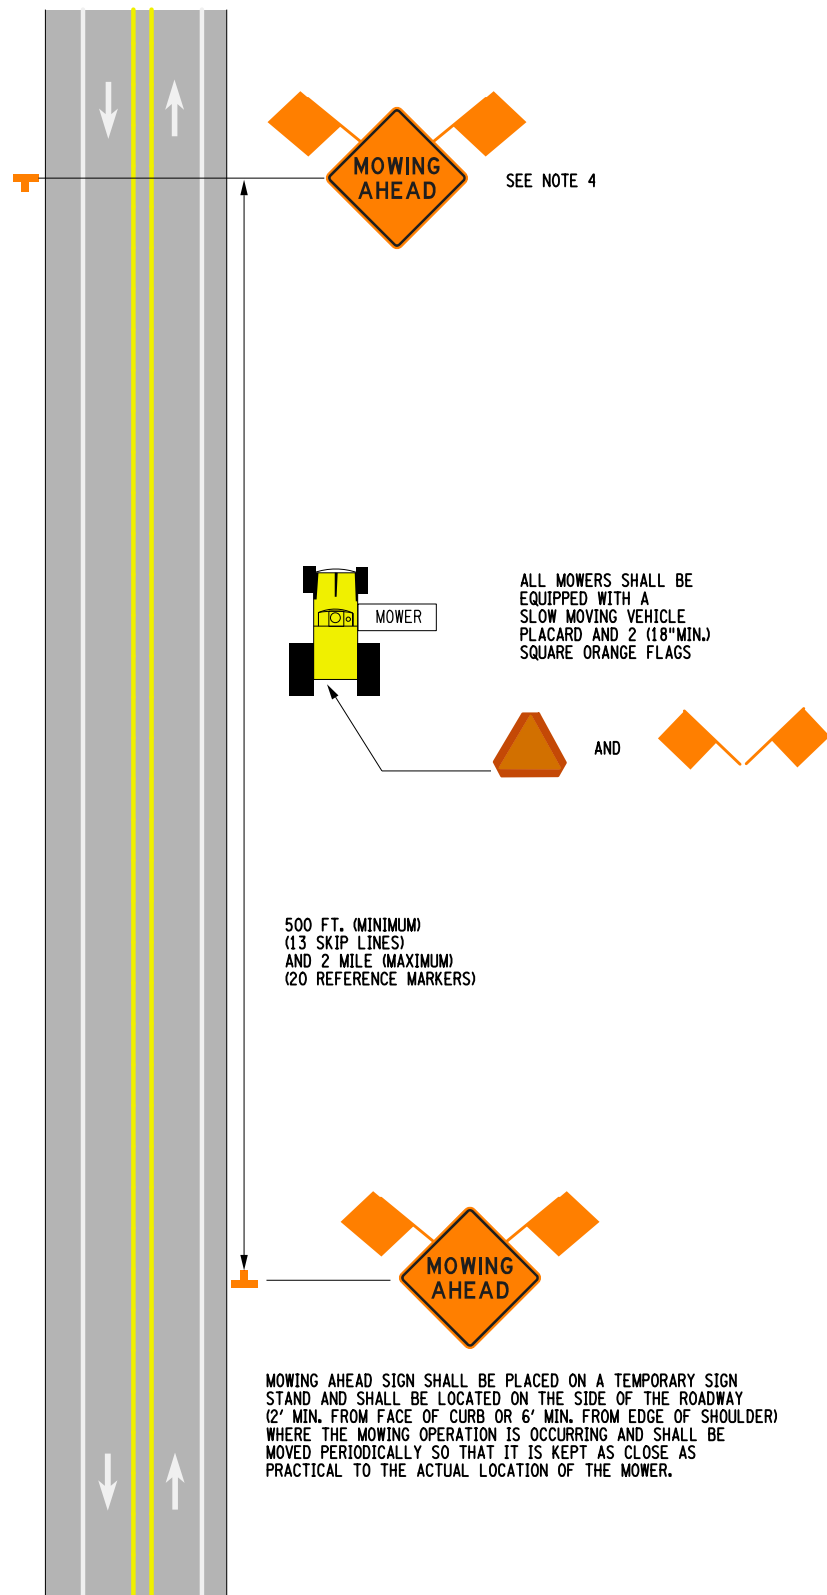 MOWING
AHEAD
SEE NOTE 4
ALL MOWERS SHALL BE
EQUIPPED WITH A
SLOW MOVING VEHICLE
PLACARD AND 2 (18"MIN.)
SQUARE ORANGE FLAGS
MOWER
AND
500 FT. (MINIMUM)
(13 SKIP LINES)
AND 2 MILE (MAXIMUM)
(20 REFERENCE MARKERS)
MOWING
AHEAD
MOWING AHEAD SIGN SHALL BE PLACED ON A TEMPORARY SIGN
STAND AND SHALL BE LOCATED ON THE SIDE OF THE ROADWAY
(2' MIN. FROM FACE OF CURB OR 6' MIN. FROM EDGE OF SHOULDER)
WHERE THE MOWING OPERATION IS OCCURRING AND SHALL BE
MOVED PERIODICALLY SO THAT IT IS KEPT AS CLOSE AS
PRACTICAL TO THE ACTUAL LOCATION OF THE MOWER.